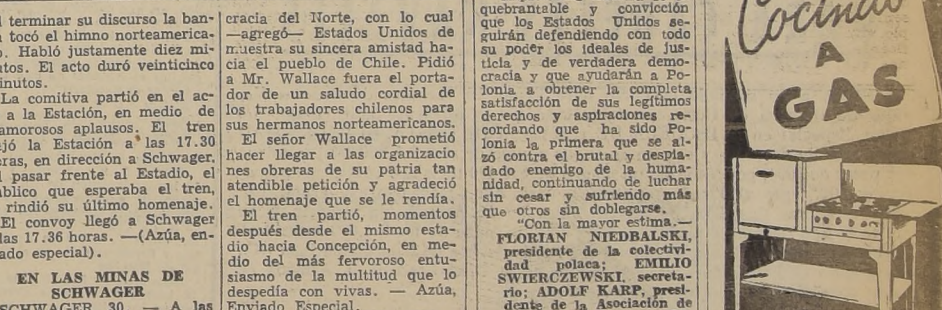 l terminar su discurso la ban-
a tocó el himno norteamerica-
o. Habló justamente diez mi-
utos. El acto duró veinticinco
inutos.
La comitiva partió en el ac-
a la Estación, en medio de
amorosos aplausos. El tren
ejó la Estación a las 17.30
oras, en dirección a Schwager.
l pasar frente al Estadio, el
úblico que esperaba el tren,
rindió su último homenaje.
El convoy llegó a Schwager
las 17.36 horas. —(Azúa, en-
ado especial).
EN LAS MINAS DE
SCHWAGER
SCHWAGER 30 — A las
cracia del Norte, con lo cual
—agregó— Estados Unidos de
muestra su sincera amistad ha-
cia el pueblo de Chile. Pidió
a Mr. Wallace fuera el porta-
dor de un saludo cordial de
los trabajadores chilenos para
sus hermanos norteamericanos.
El señor Wallace prometió
hacer llegar a las organizacio
nes obreras de su patria tan
atendible petición y agradeció
el homenaje que se le rendía.
El tren partió, momentos
después desde el mismo esta-
dio hacia Concepción, en me-
dio del más fervoroso entu-
siasmo de la multitud que lo
despedía con vivas. — Azúa,
Enviado Especial.
quebrantable y convicción
que los Estados Unidos se-
guirán defendiendo con todo
su poder los ideales de jus-
ticia y de verdadera demo-
cracia y que ayudarán a Po-
lonia a obtener la completa
satisfacción de sus legítimos
derechos y aspiraciones re-
cordando que ha sido Po-
lonia la primera que se al-
zó contra el brutal y despia-
dado enemigo de la huma-
nidad, continuando de luchar
sin cesar y sufriendo más
que otros sin doblegarse.
"Con la mayor estima.—
FLORIAN NIEDBALSKI,
presidente de la colectivi-
dad polaca; EMILIO
SWIERCZEWSKI, secreta-
rio; ADOLF KARP, presi-
dente de la Asociación de
Cocinas
A
GAS